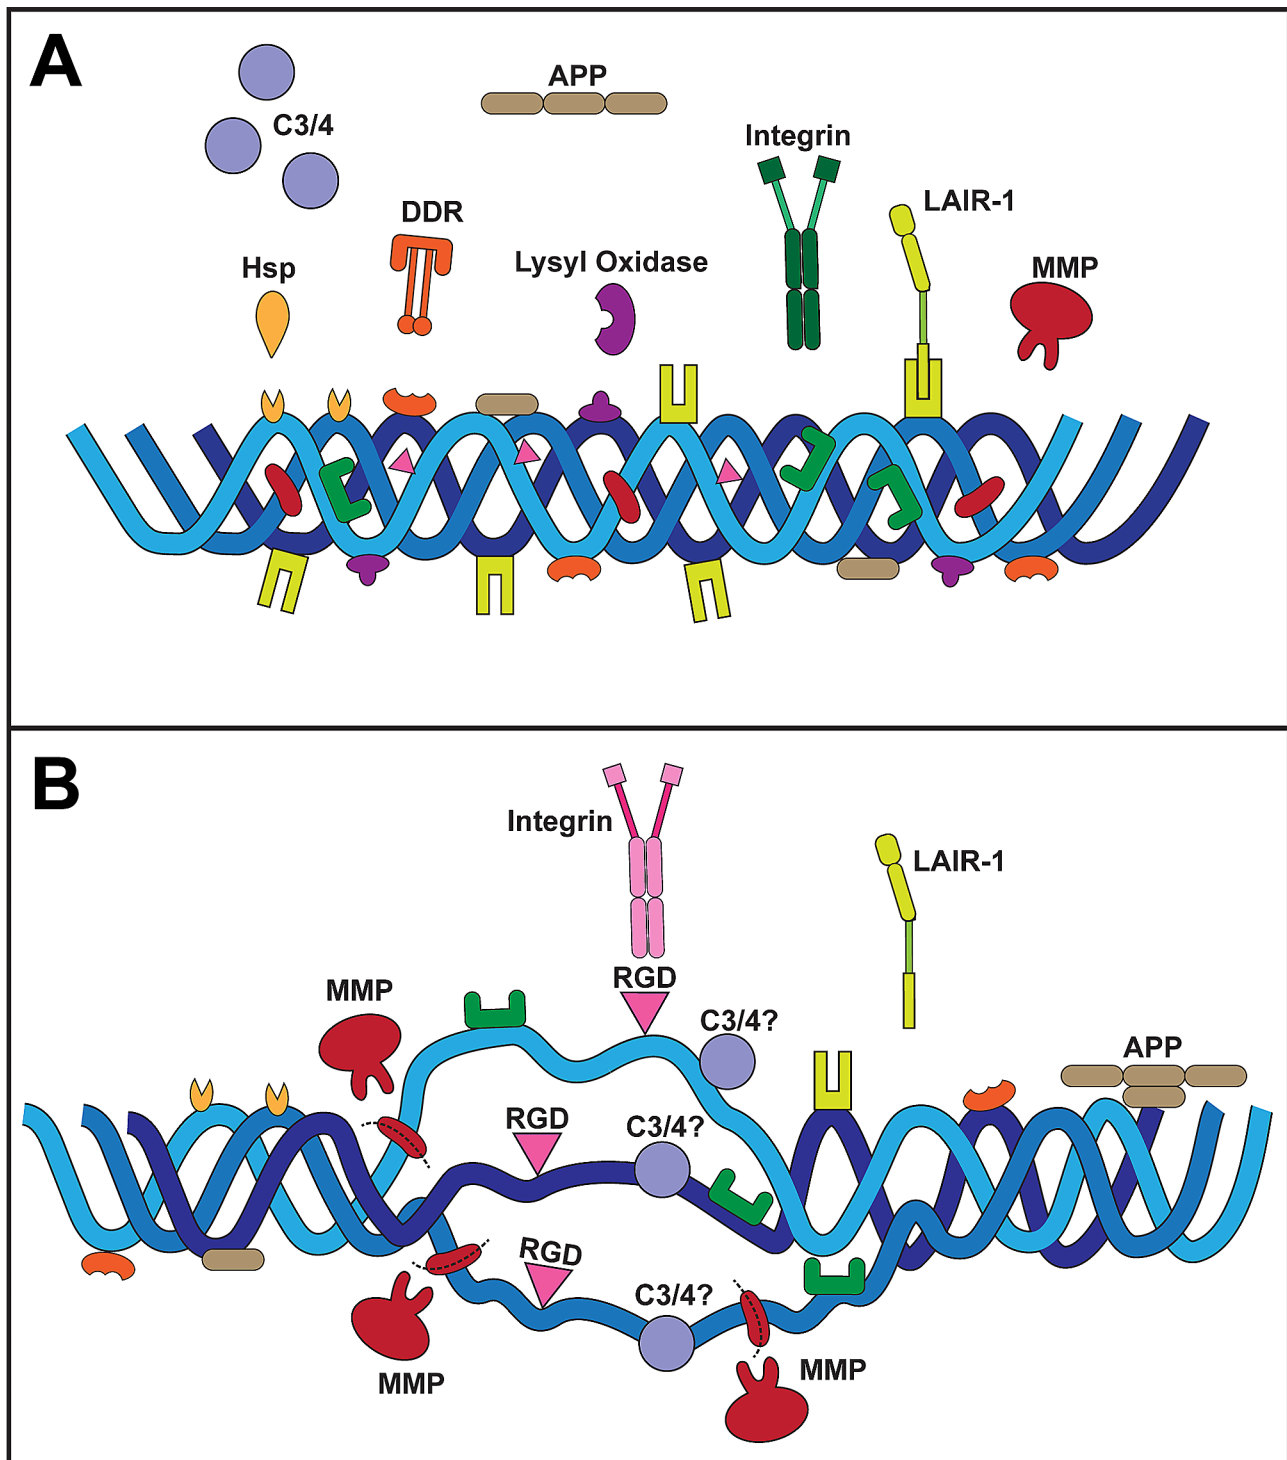 A
APP
C3/4
Integrin
LAIR-1
DDR
Lysyl Oxidase
Hsp
MMP
B
Integrin
LAIR-1
RGD
MMP
C3/4?
APP
RGD
C3/4?
RGD
C3/4?
MMP
MMP